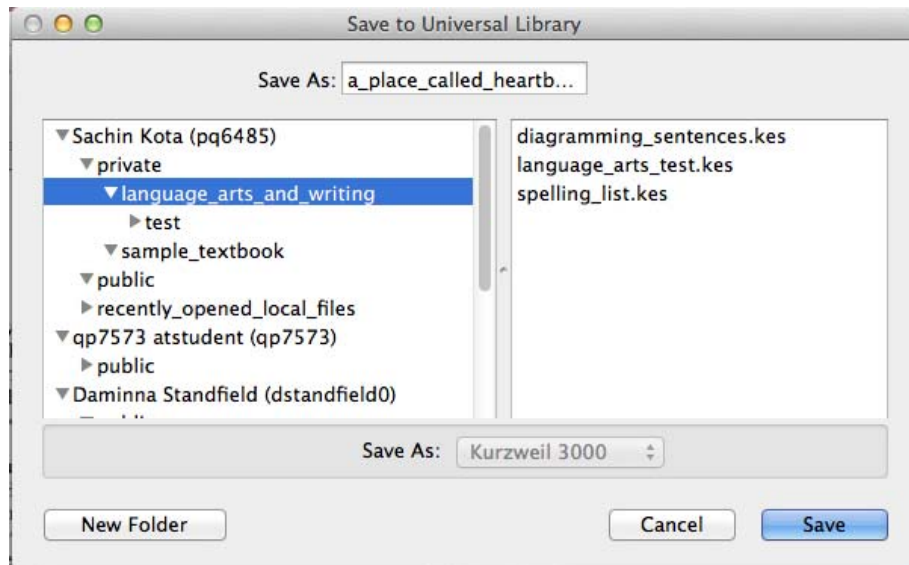 Save to Universal Library
Save As: a_place_called_heartb...
Sachin Kota (pq6485)
private
language_arts_and_writing
test
sample_textbook
public
recently_opened_local_files
qp7573 atstudent (qp7573)
public
Daminna Standfield (dstandfield0)
diagramming_sentences.kes
language_arts_test.kes
spelling_list.kes
Save As: Kurzweil 3000
New Folder
Cancel
Save